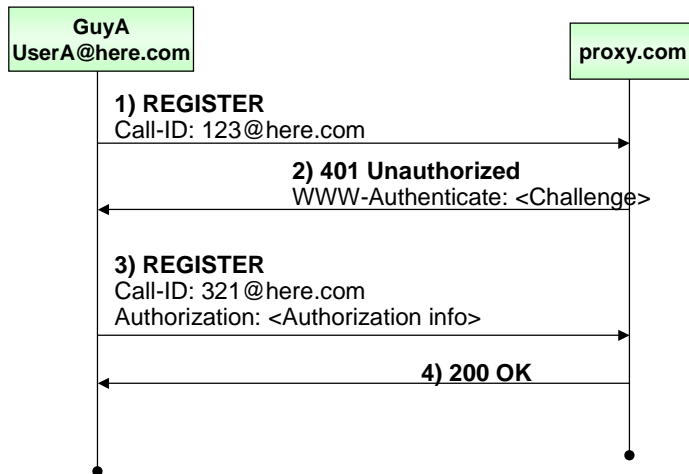 GuyA
UserA@here.com
proxy.com
1) REGISTER
Call-ID: 123@here.com
2) 401 Unauthorized
WWW-Authenticate: <Challenge>
3) REGISTER
Call-ID: 321@here.com
Authorization: <Authorization info>
4) 200 OK